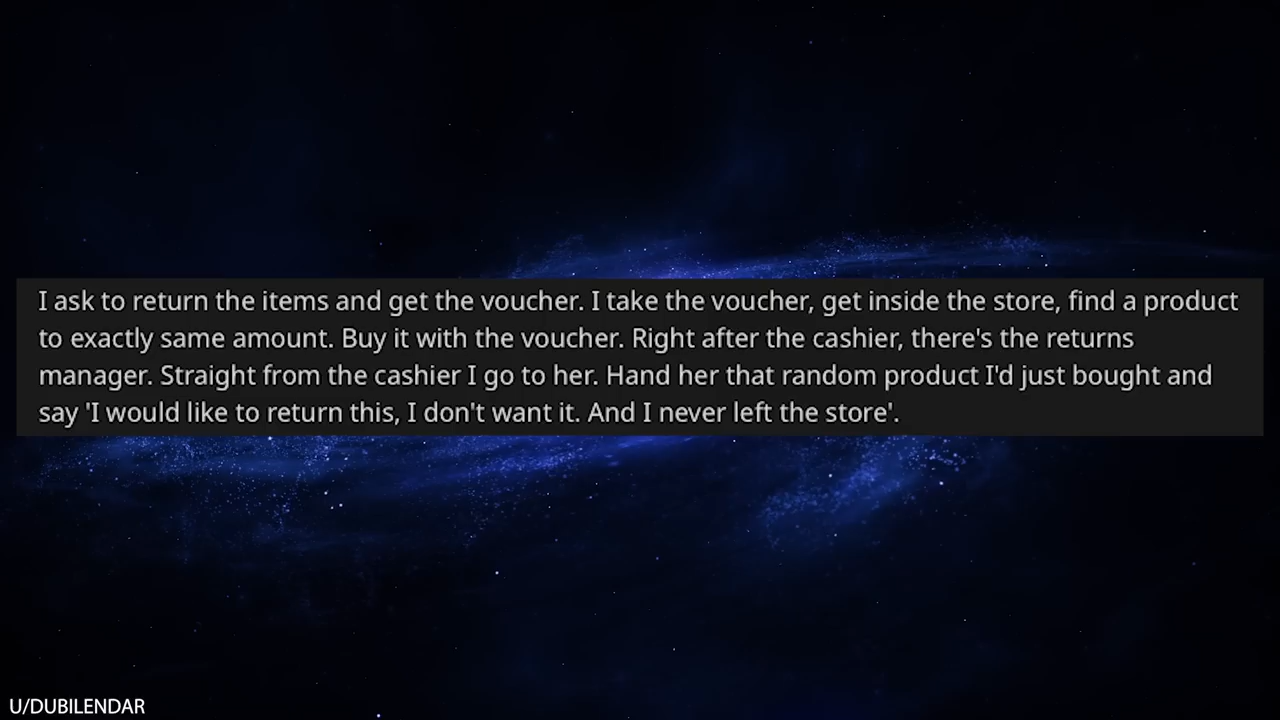 I ask to return the items and get the voucher. I take the voucher, get inside the store, find a product
to exactly same amount. Buy it with the voucher. Right after the cashier, there's the returns
manager. Straight from the cashier I go to her. Hand her that random product I'd just bought and
say 'I would like to return this, I don't want it. And I never left the store'.
U/DUBILENDAR